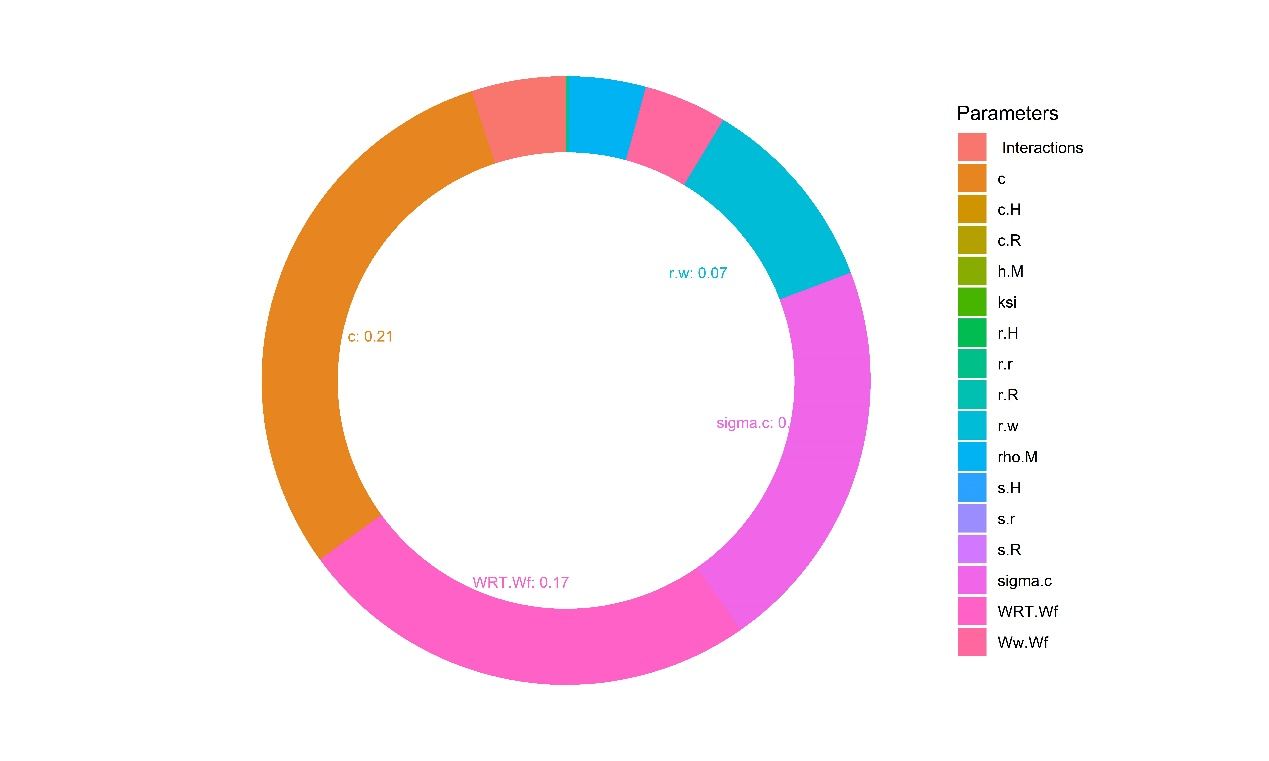 r.w: 0.07
c: 0.21
sigma.c: 0.
WRT.Wf: 0.17
Parameters
Interactions
c
c.H
c.R
h.M
ksi
r.H
r.r
r.R
r.w
rho.M
s.H
s.r
s.R
sigma.c
WRT.Wf
Ww.Wf